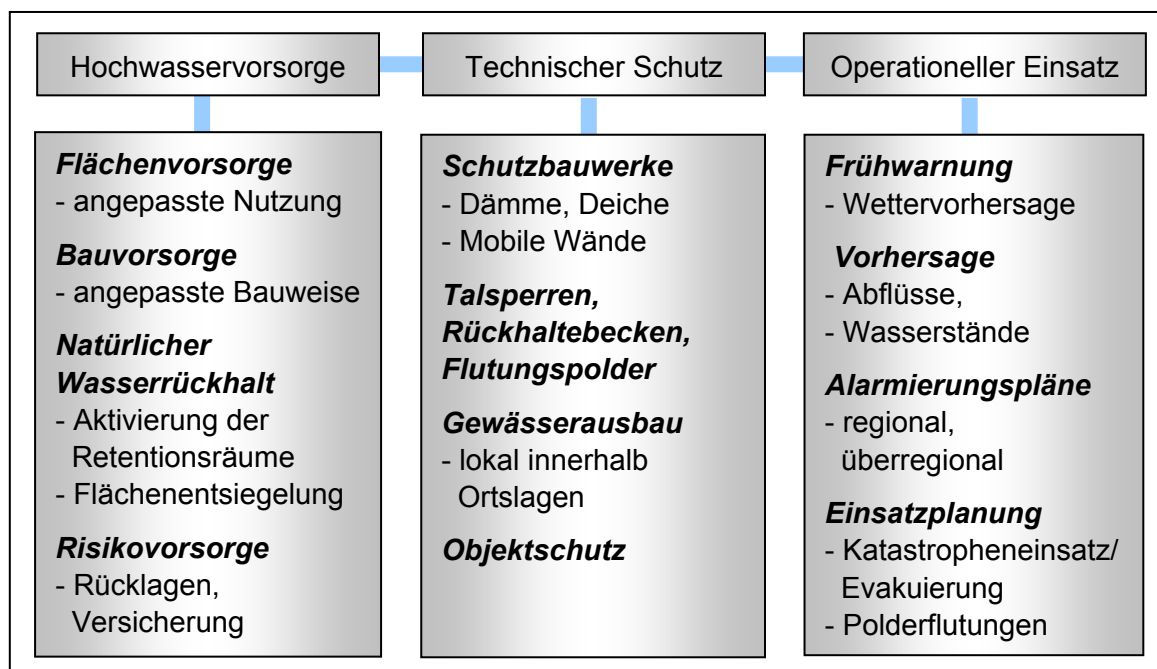 Hochwasservorsorge
Technischer Schutz
Operationeller Einsatz
Flächenvorsorge
- angepasste Nutzung
Bauvorsorge
- angepasste Bauweise
Natürlicher
Wasserrückhalt
- Aktivierung der
Retentionsräume
- Flächenentsiegelung
Risikovorsorge
- Rücklagen,
Versicherung
Schutzbauwerke
- Dämme, Deiche
- Mobile Wände
Talsperren,
Rückhaltebecken,
Flutungspolder
Gewässerausbau
- lokal innerhalb
Ortslagen
Objektschutz
Frühwarnung
- Wettervorhersage
Vorhersage
- Abflüsse,
- Wasserstände
Alarmierungspläne
- regional,
überregional
Einsatzplanung
- Katastropheneinsatz/
Evakuierung
- Polderflutungen